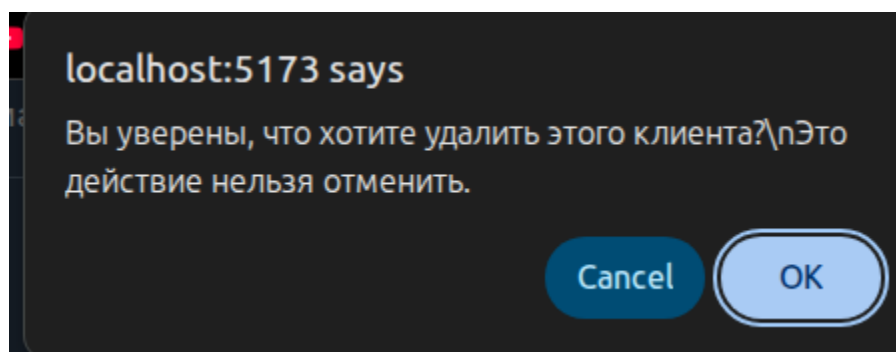 localhost:5173 says
Вы уверены, что хотите удалить этого клиента?\nЭто
действие нельзя отменить.
Cancel
OK